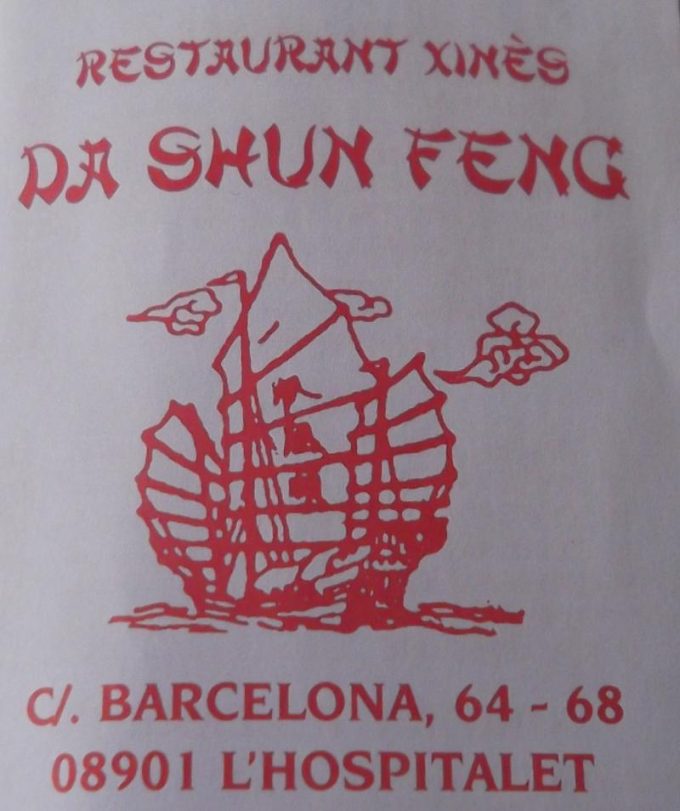 RESTAURANT XINÈS
DA SHUN FENG
C/. BARCELONA, 64 - 68
08901 L'HOSPITALET